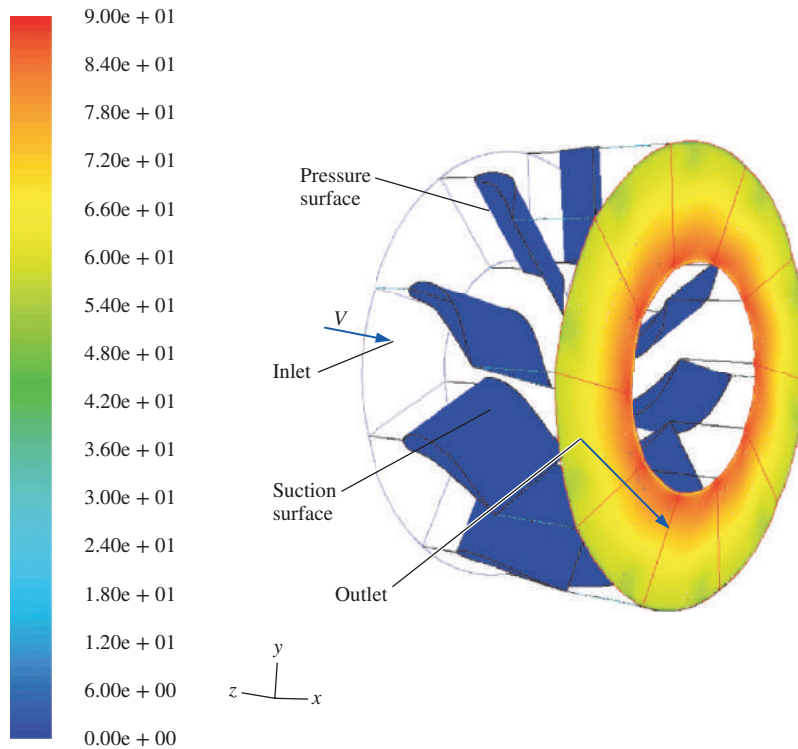 9.00e + 01
8.40e + 01
7.80e + 01
7.20e + 01
6.60e + 01
6.00e + 01
5.40e + 01
4.80e + 01
4.20e + 01
3.60e + 01
3.00e + 01
2.40e + 01
1.80e + 01
1.20e + 01
6.00e + 00
0.00e + 00
Pressure
surface
V
Inlet
Suction
surface
Outlet
y
z
x